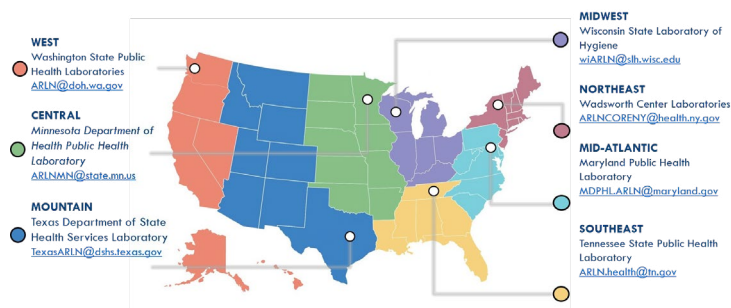 WEST
Washington State Public
Health Laboratories
ARLN@doh.wa.gov
CENTRAL
Minnesota Department of
Health Public Health
Laboratory
ARLNMN@state.mn.us
MOUNTAIN
Texas Department of State
Health Services Laboratory
TexasARLN@dshs.texas.gov
MIDWEST
Wisconsin State Laboratory of
Hygiene
wiARLN@slh.wisc.edu
NORTHEAST
Wadsworth Center Laboratories
ARLNCORENY@health.ny.gov
MID-ATLANTIC
Maryland Public Health
Laboratory
MDPHL.ARLN@maryland.gov
SOUTHEAST
Tennessee State Public Health
Laboratory
ARLN.health@tn.gov